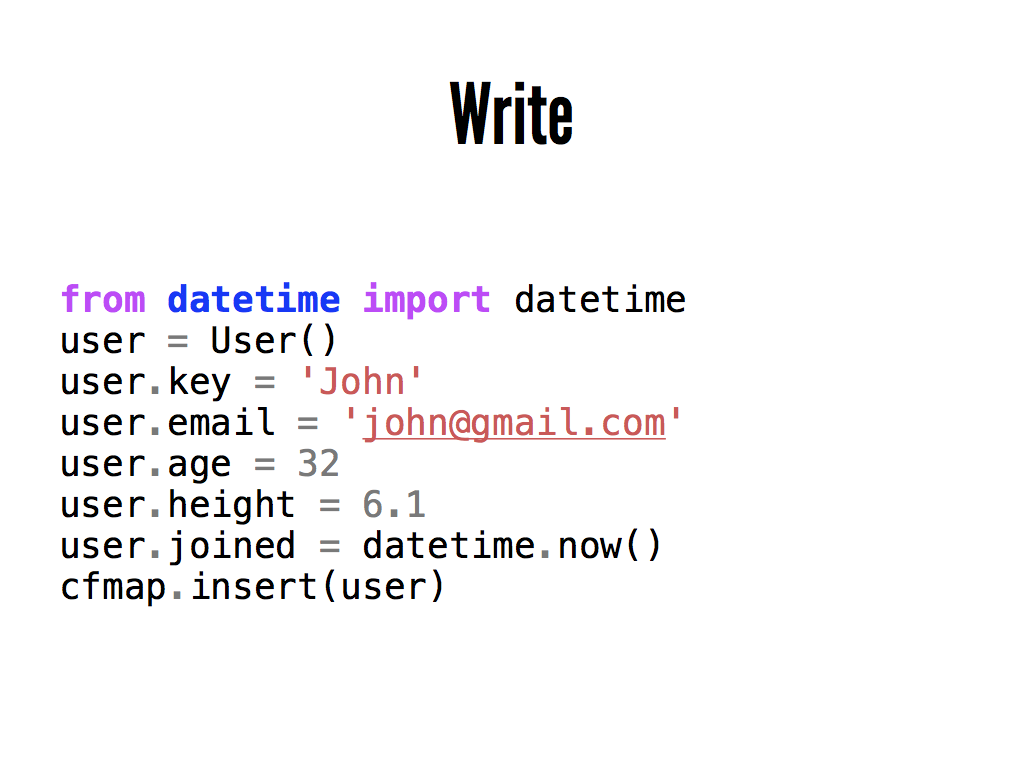 Write
from datetime import datetime
user = User()
user.key = 'John'
user.email = 'john@gmail.com'
user.age = 32
user.height = 6.1
user.joined = datetime.now()
cfmap.insert(user)